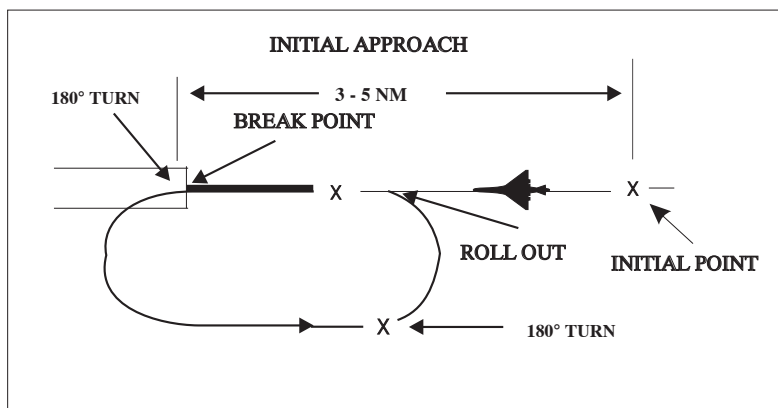 INITIAL APPROACH
3 - 5 NM
180° TURN
BREAK POINT
X
X
ROLL OUT
INITIAL POINT
X
180° TURN